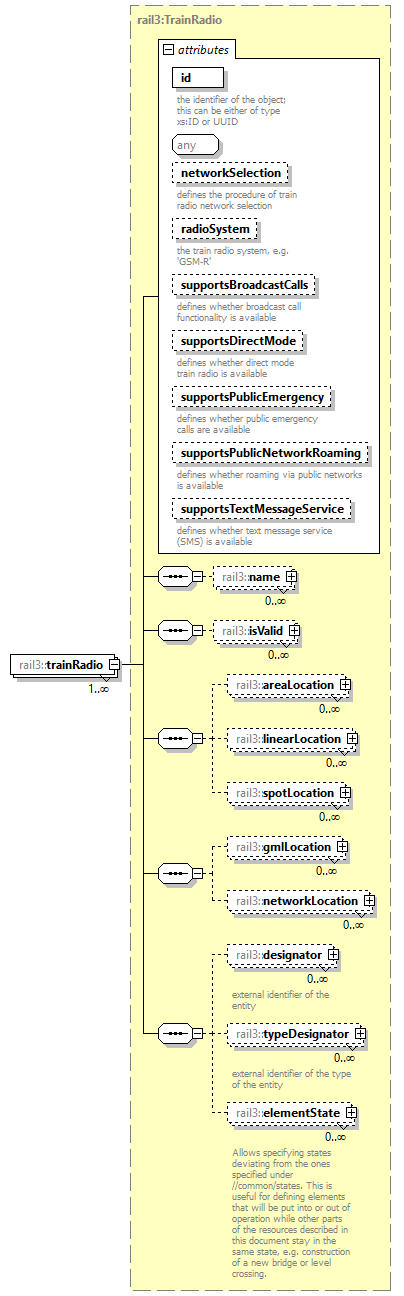 rail3:TrainRadio
attributes
id
the identifier of the object;
this can be either of type
xs:ID or UUID
any
networkSelection
defines the procedure of train
radio network selection
radioSystem
the train radio system, e.g.
'GSM-R'
supportsBroadcastCalls
defines whether broadcast call
functionality is available
supportsDirectMode
defines whether direct mode
train radio is available
supportsPublicEmergency
defines whether public emergency
calls are available
supportsPublicNetworkRoaming
defines whether roaming via public networks
is available
supportsTextMessageService
defines whether text message service
(SMS) is available
rail3::name
0..∞
rail3::isValid
0..∞
rail3::trainRadio
1..∞
rail3::areaLocation
0..∞
rail3::linearLocation
0..∞
rail3::spotLocation
0..∞
rail3::gmlLocation
0..∞
rail3::networkLocation
0..∞
rail3::designator
0..∞
external identifier of the
entity
rail3::typeDesignator
0..∞
external identifier of the type
of the entity
rail3::elementState
0..∞
Allows specifying states
deviating from the ones
specified under
//common/states. This is
useful for defining elements
that will be put into or out of
operation while other parts
of the resources described in
this document stay in the
same state, e.g. construction
of a new bridge or level
crossing.